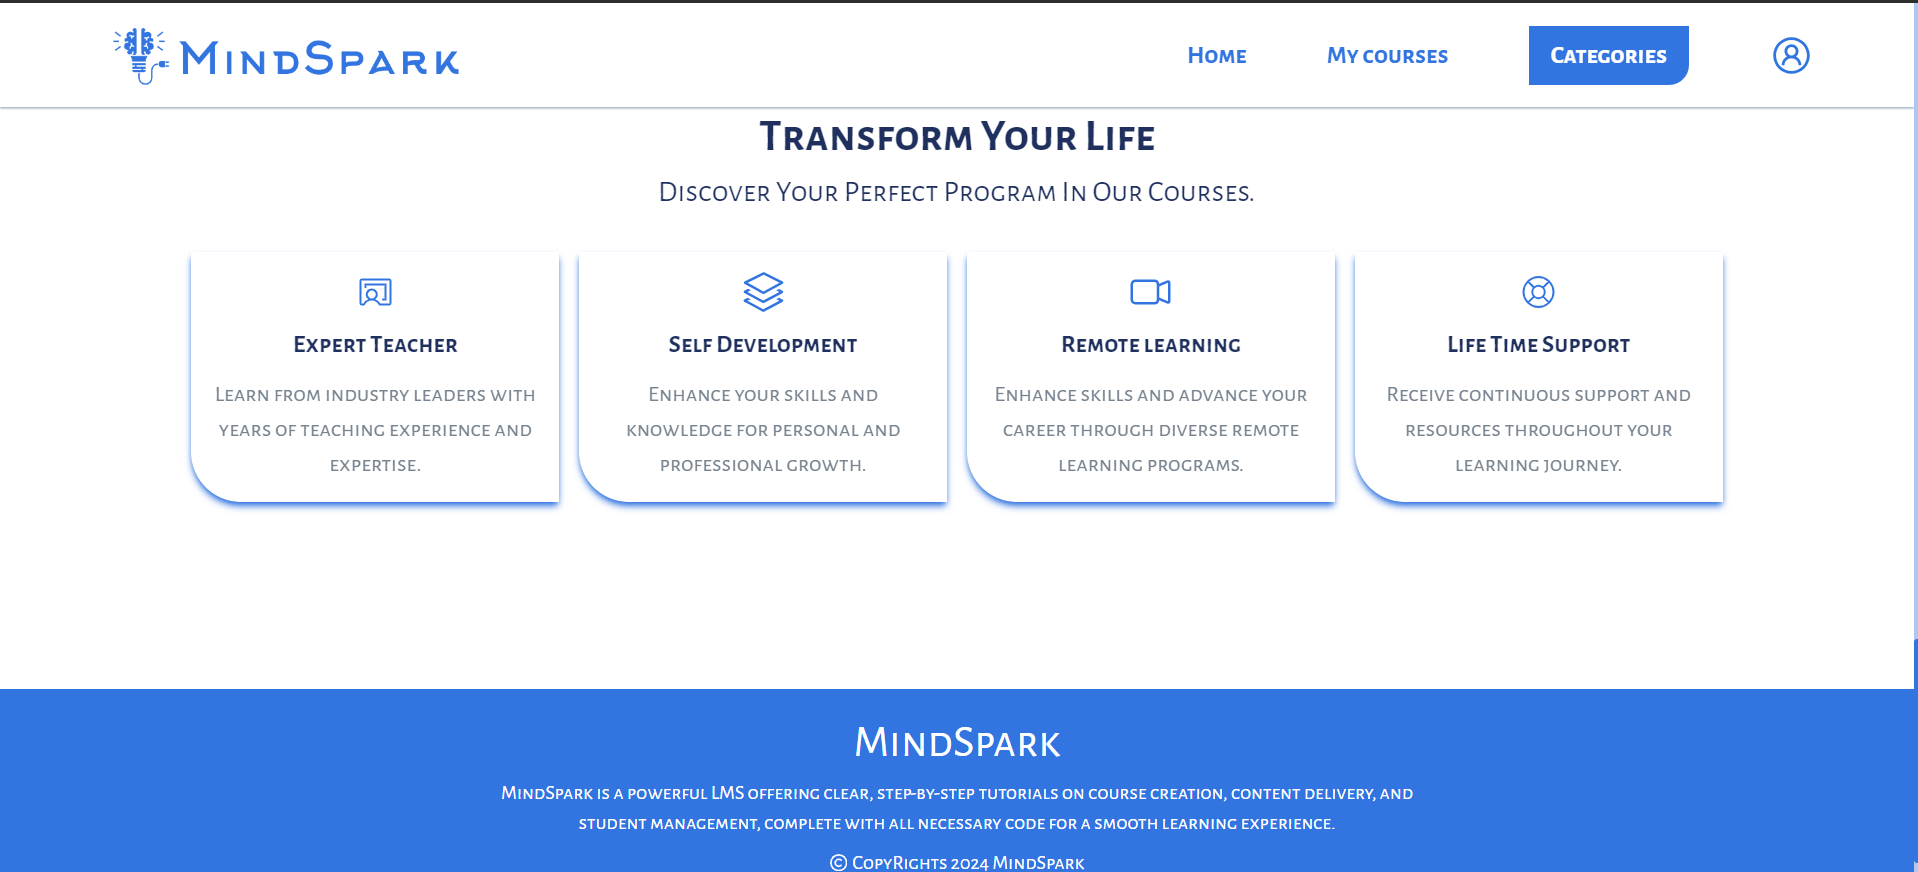 MindSpark
Home
My courses
Categories
Transform Your Life
Discover Your Perfect Program In Our Courses.
Expert Teacher
Learn from industry leaders with
years of teaching experience and
expertise.
Self Development
Enhance your skills and
knowledge for personal and
professional growth.
Remote learning
Enhance skills and advance your
career through diverse remote
learning programs.
Life Time Support
Receive continuous support and
resources throughout your
learning journey.
MindSpark
MindSpark is a powerful LMS offering clear, step-by-step tutorials on course creation, content delivery, and
student management, complete with all necessary code for a smooth learning experience.
© CopyRights 2024 MindSpark